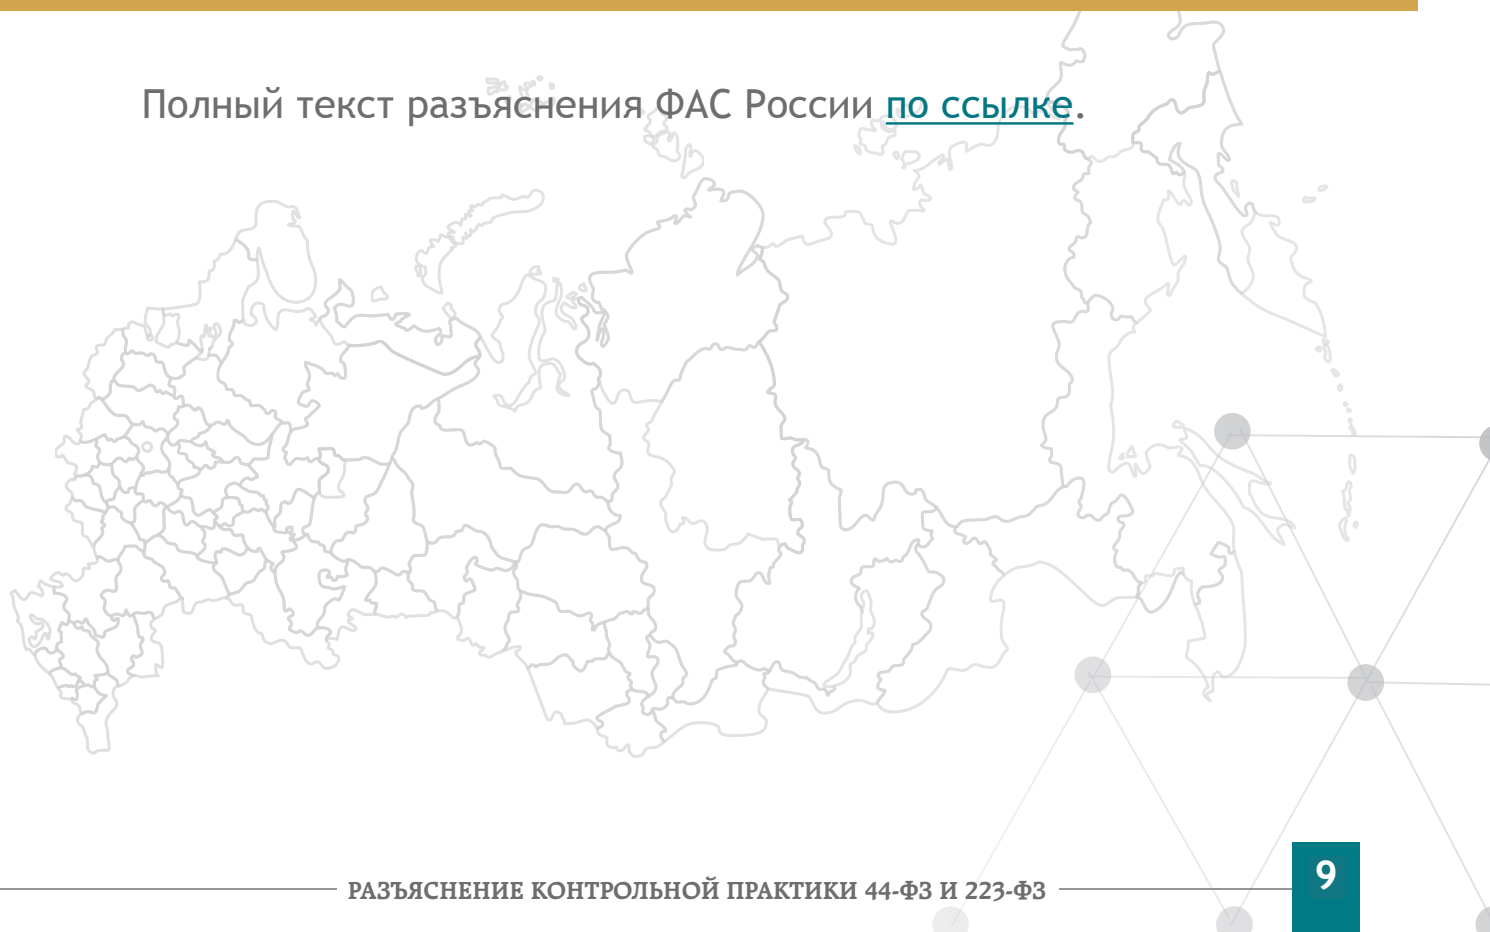 Полный текст разъяснения ФАС России по ссылке.
РАЗЪЯСНЕНИЕ КОНТРОЛЬНОЙ ПРАКТИКИ 44-ФЗ И 223-ФЗ
9